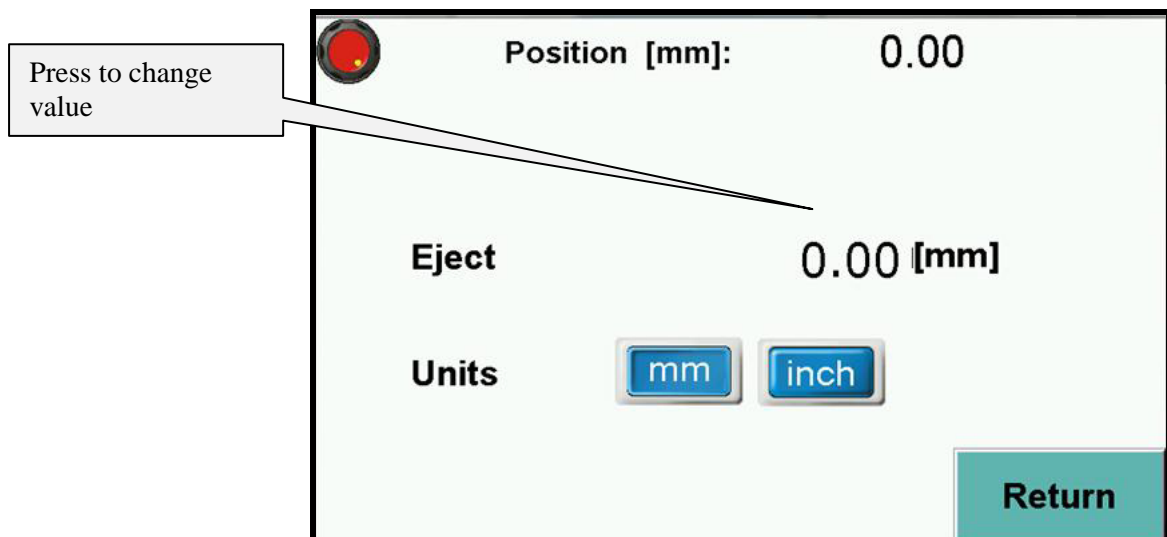 Position [mm]: 0.00
Press to change
value
Eject 0.00 [mm]
Units mm inch
Return